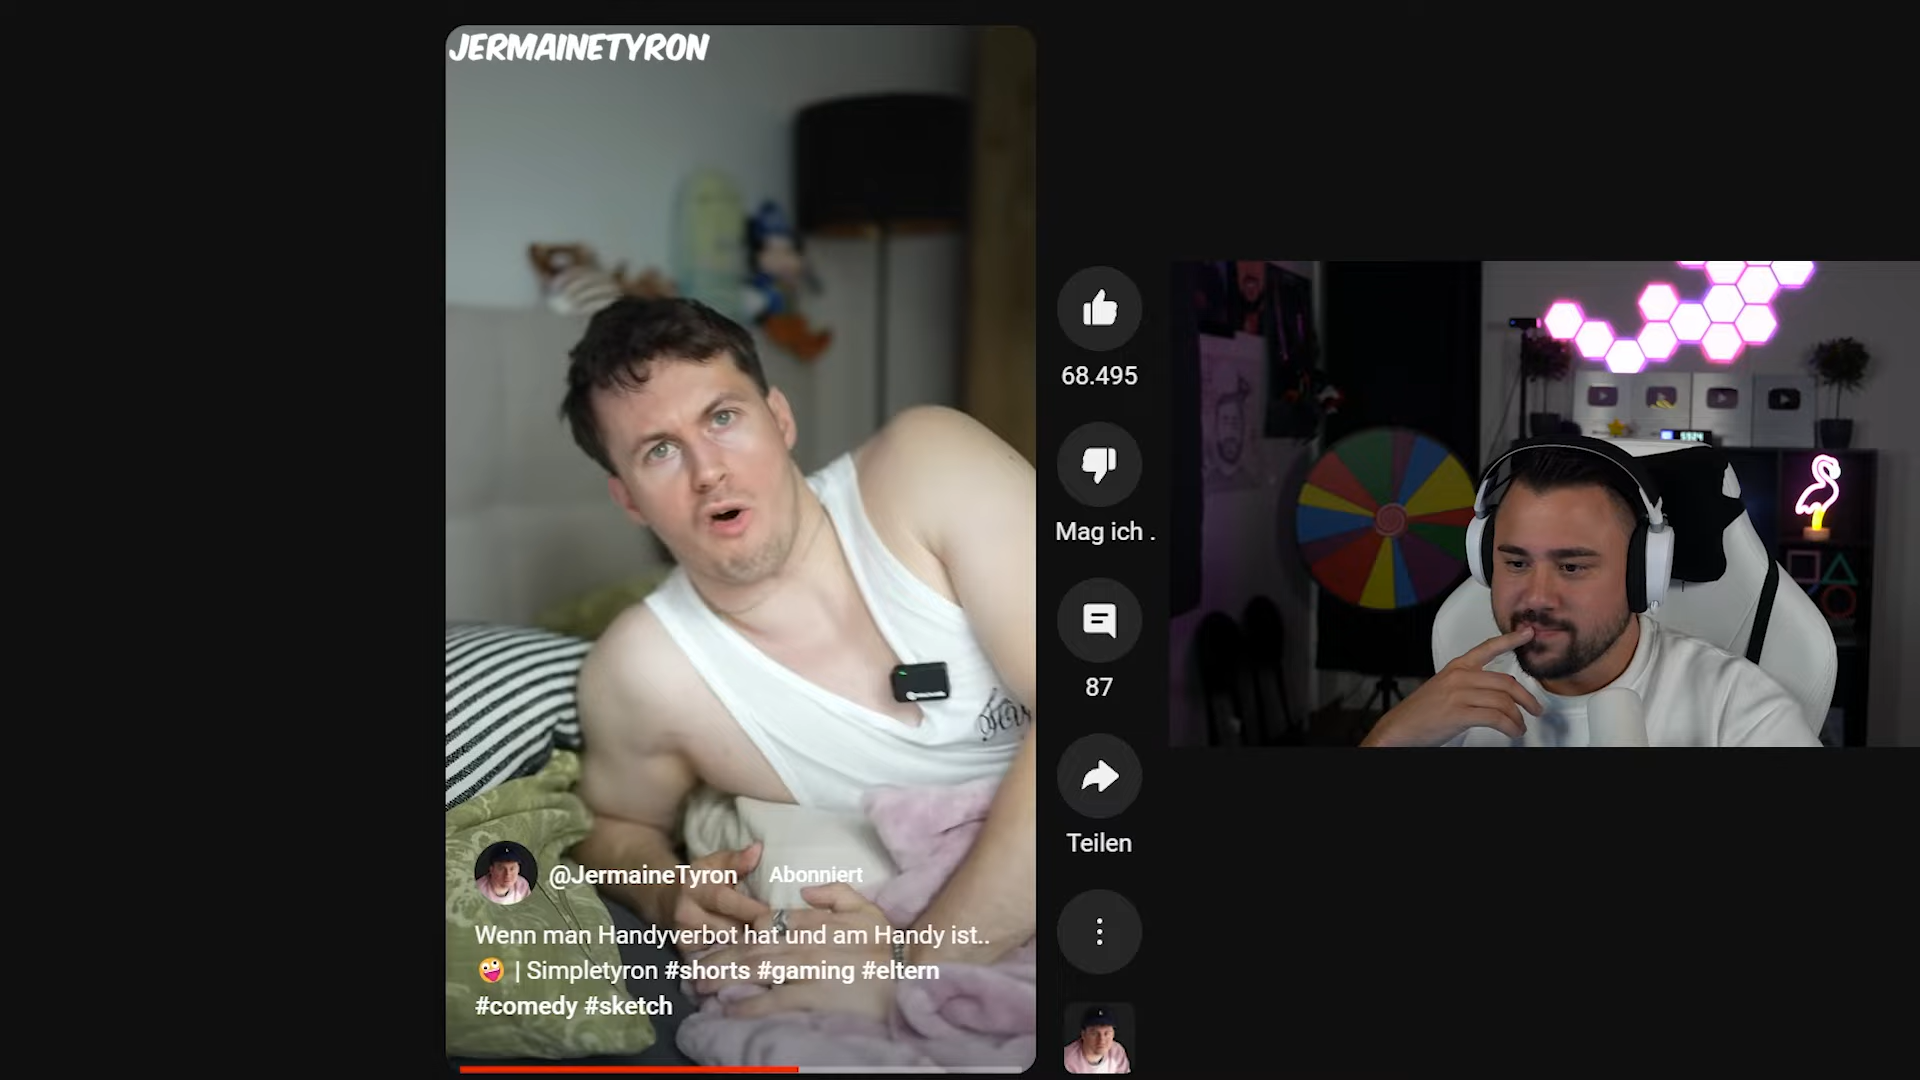 JERMAINETYRON
@JermaineTyron Abonniert
Wenn man Handyverbot hat und am Handy ist..
🤪 | Simpletyron #shorts #gaming #eltern
#comedy #sketch
68.495
Mag ich .
87
Teilen